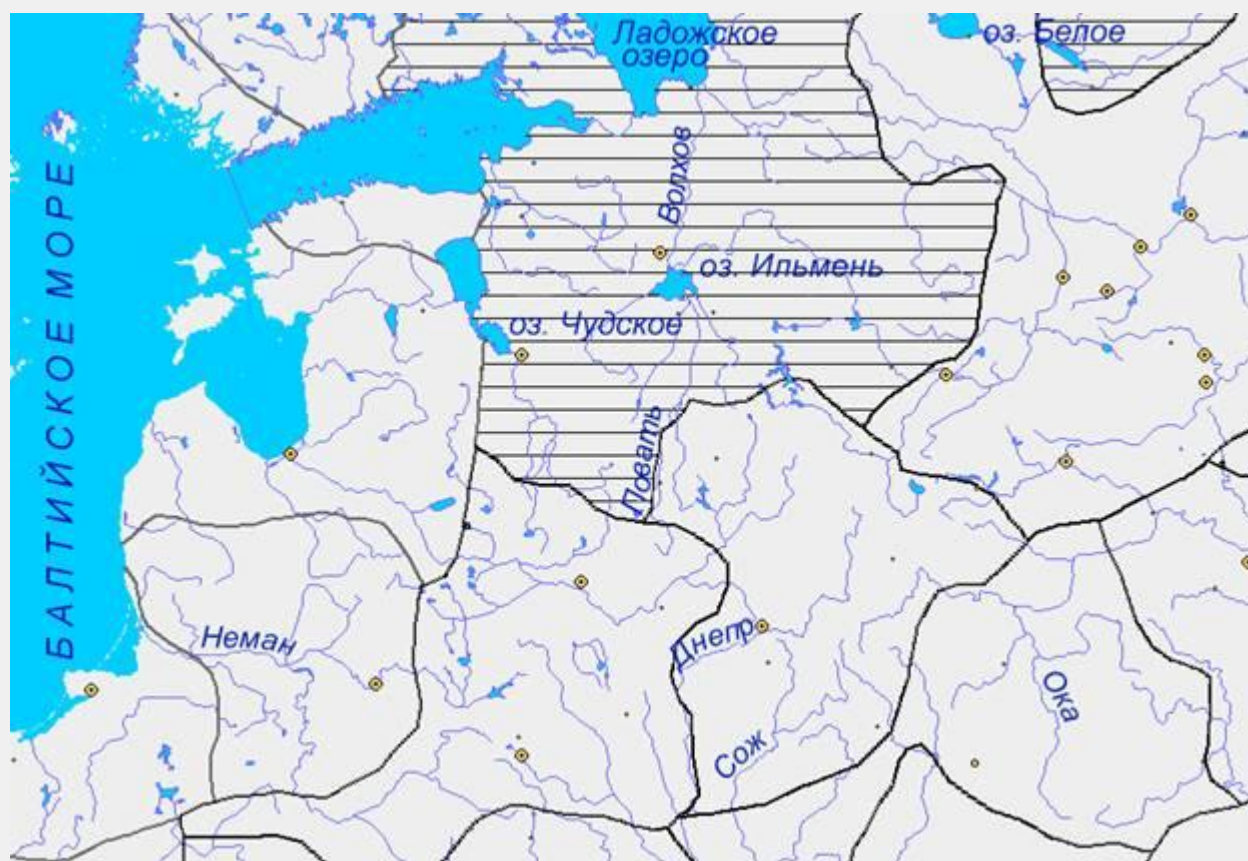 Ладожское
озеро
оз. Белое
Волхов
оз. Ильмень
оз. Чудское
БАЛТИЙСКОЕ МОРЕ
Ловать
Неман
Днепр
Ока
Сож